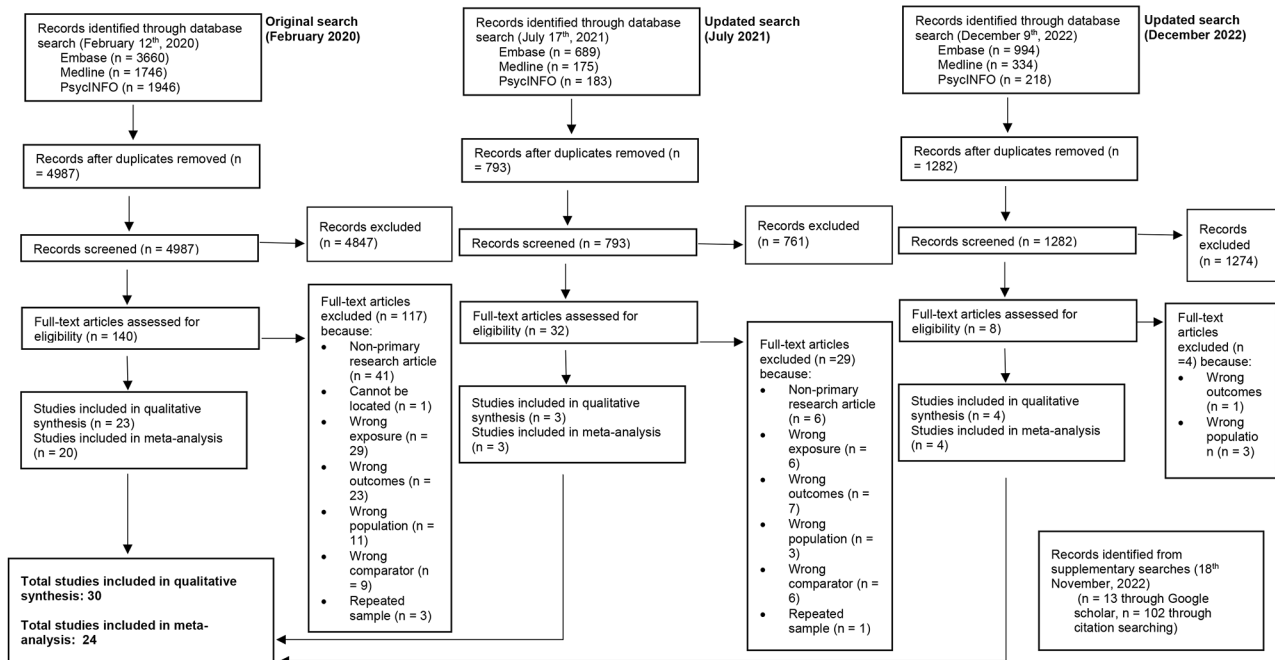 Records identified through database
search (February 12th, 2020)
Embase (n = 3660)
Medline (n = 1746)
PsycINFO (n = 1946)
Original search
(February 2020)
Records after duplicates removed (n
= 4987)
Records screened (n = 4987)
Records excluded
(n = 4847)
Full-text articles assessed for
eligibility (n = 140)
Full-text articles
excluded (n = 117)
because:
• Non-primary
research article
(n = 41)
• Cannot be
located (n = 1)
• Wrong
exposure (n =
29)
• Wrong
outcomes (n =
23)
• Wrong
population (n =
11)
• Wrong
comparator (n
= 9)
• Repeated
sample (n = 3)
Studies included in qualitative
synthesis (n = 23)
Studies included in meta-analysis
(n = 20)
Total studies included in qualitative
synthesis: 30
Total studies included in meta-
analysis: 24
Records identified through database
search (July 17th, 2021)
Embase (n = 689)
Medline (n = 175)
PsycINFO (n = 183)
Updated search
(July 2021)
Records after duplicates removed (n
= 793)
Records screened (n = 793)
Records excluded
(n = 761)
Full-text articles assessed for
eligibility (n = 32)
Full-text articles
excluded (n =29)
because:
• Non-primary
research article
(n = 6)
• Wrong
exposure (n =
6)
• Wrong
outcomes (n =
7)
• Wrong
population (n =
3)
• Wrong
comparator (n =
6)
• Repeated
sample (n = 1)
Studies included in qualitative
synthesis (n = 3)
Studies included in meta-analysis
(n = 3)
Records identified through database
search (December 9th, 2022)
Embase (n = 994)
Medline (n = 334)
PsycINFO (n = 218)
Updated search
(December 2022)
Records after duplicates removed (n
= 1282)
Records screened (n = 1282)
Records
excluded
(n = 1274)
Full-text articles assessed for
eligibility (n = 8)
Full-text
articles
excluded (n
=4) because:
• Wrong
outcomes
(n = 1)
• Wrong
populatio
n (n = 3)
Studies included in qualitative
synthesis (n = 4)
Studies included in meta-analysis
(n = 4)
Records identified from
supplementary searches (18th
November, 2022)
(n = 13 through Google
scholar, n = 102 through
citation searching)